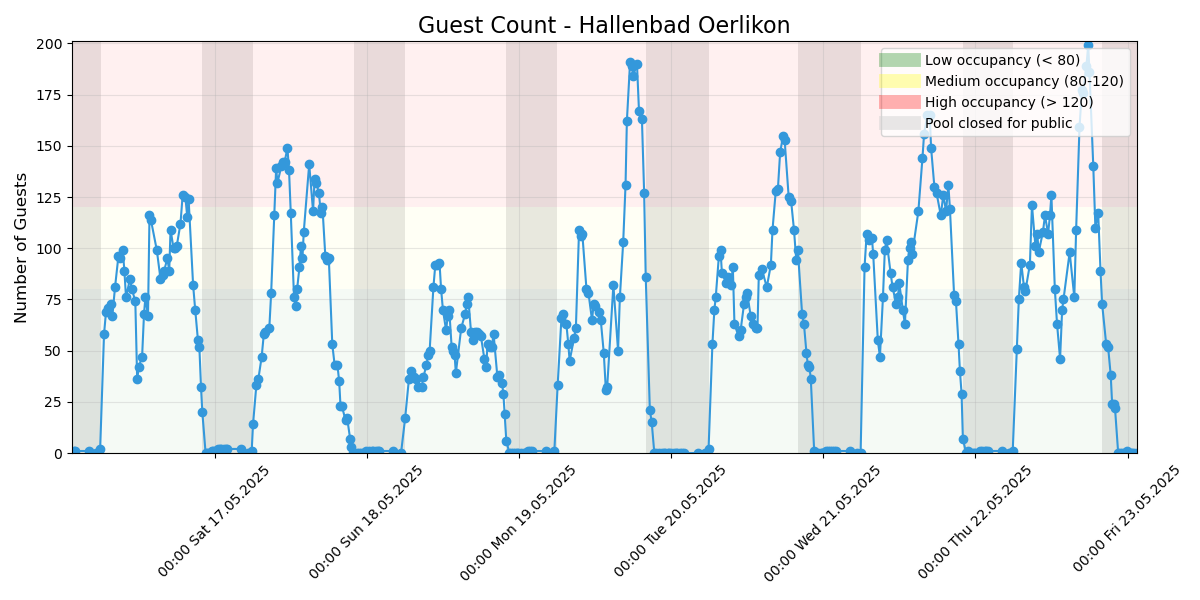 Guest Count - Hallenbad Oerlikon
Number of Guests
200
175
150
125
100
75
50
25
0
Low occupancy (< 80)
Medium occupancy (80-120)
High occupancy (> 120)
Pool closed for public
00:00 Sat 17.05.2025
00:00 Sun 18.05.2025
00:00 Mon 19.05.2025
00:00 Tue 20.05.2025
00:00 Wed 21.05.2025
00:00 Thu 22.05.2025
00:00 Fri 23.05.2025